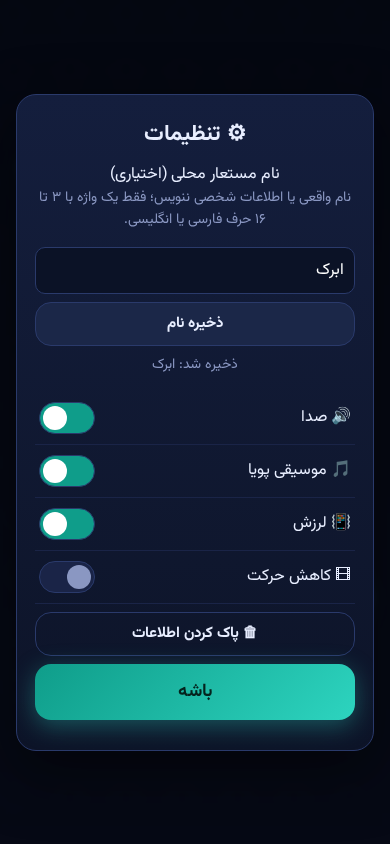 ⚙ تنظیمات
نام مستعار محلی (اختیاری)
نام واقعی یا اطلاعات شخصی ننویس؛ فقط یک واژه با ۳ تا
۱۶ حرف فارسی یا انگلیسی.
ابرک
ذخیره نام
ذخیره شد: ابرک
🔊 صدا
🎵 موسیقی پویا
📳 لرزش
🎞 کاهش حرکت
🗑 پاک کردن اطلاعات
باشه